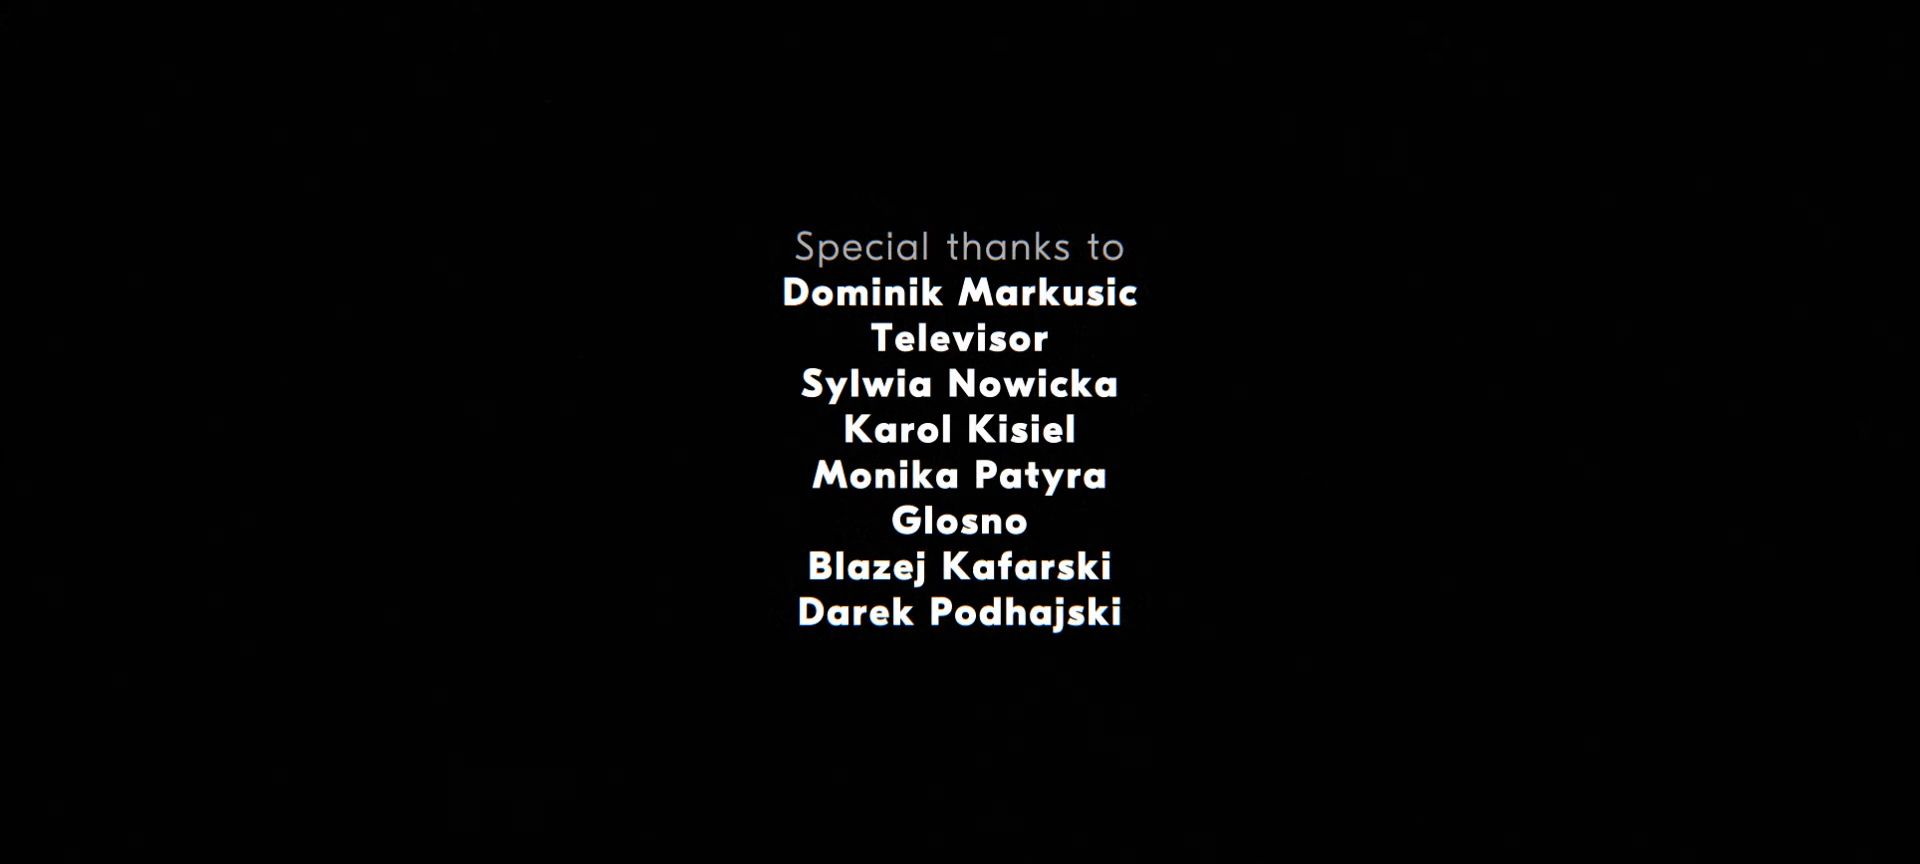 Special thanks to
Dominik Markusic
Televisor
Sylwia Nowicka
Karol Kisiel
Monika Patyra
Glosno
Blazej Kafarski
Darek Podhajski